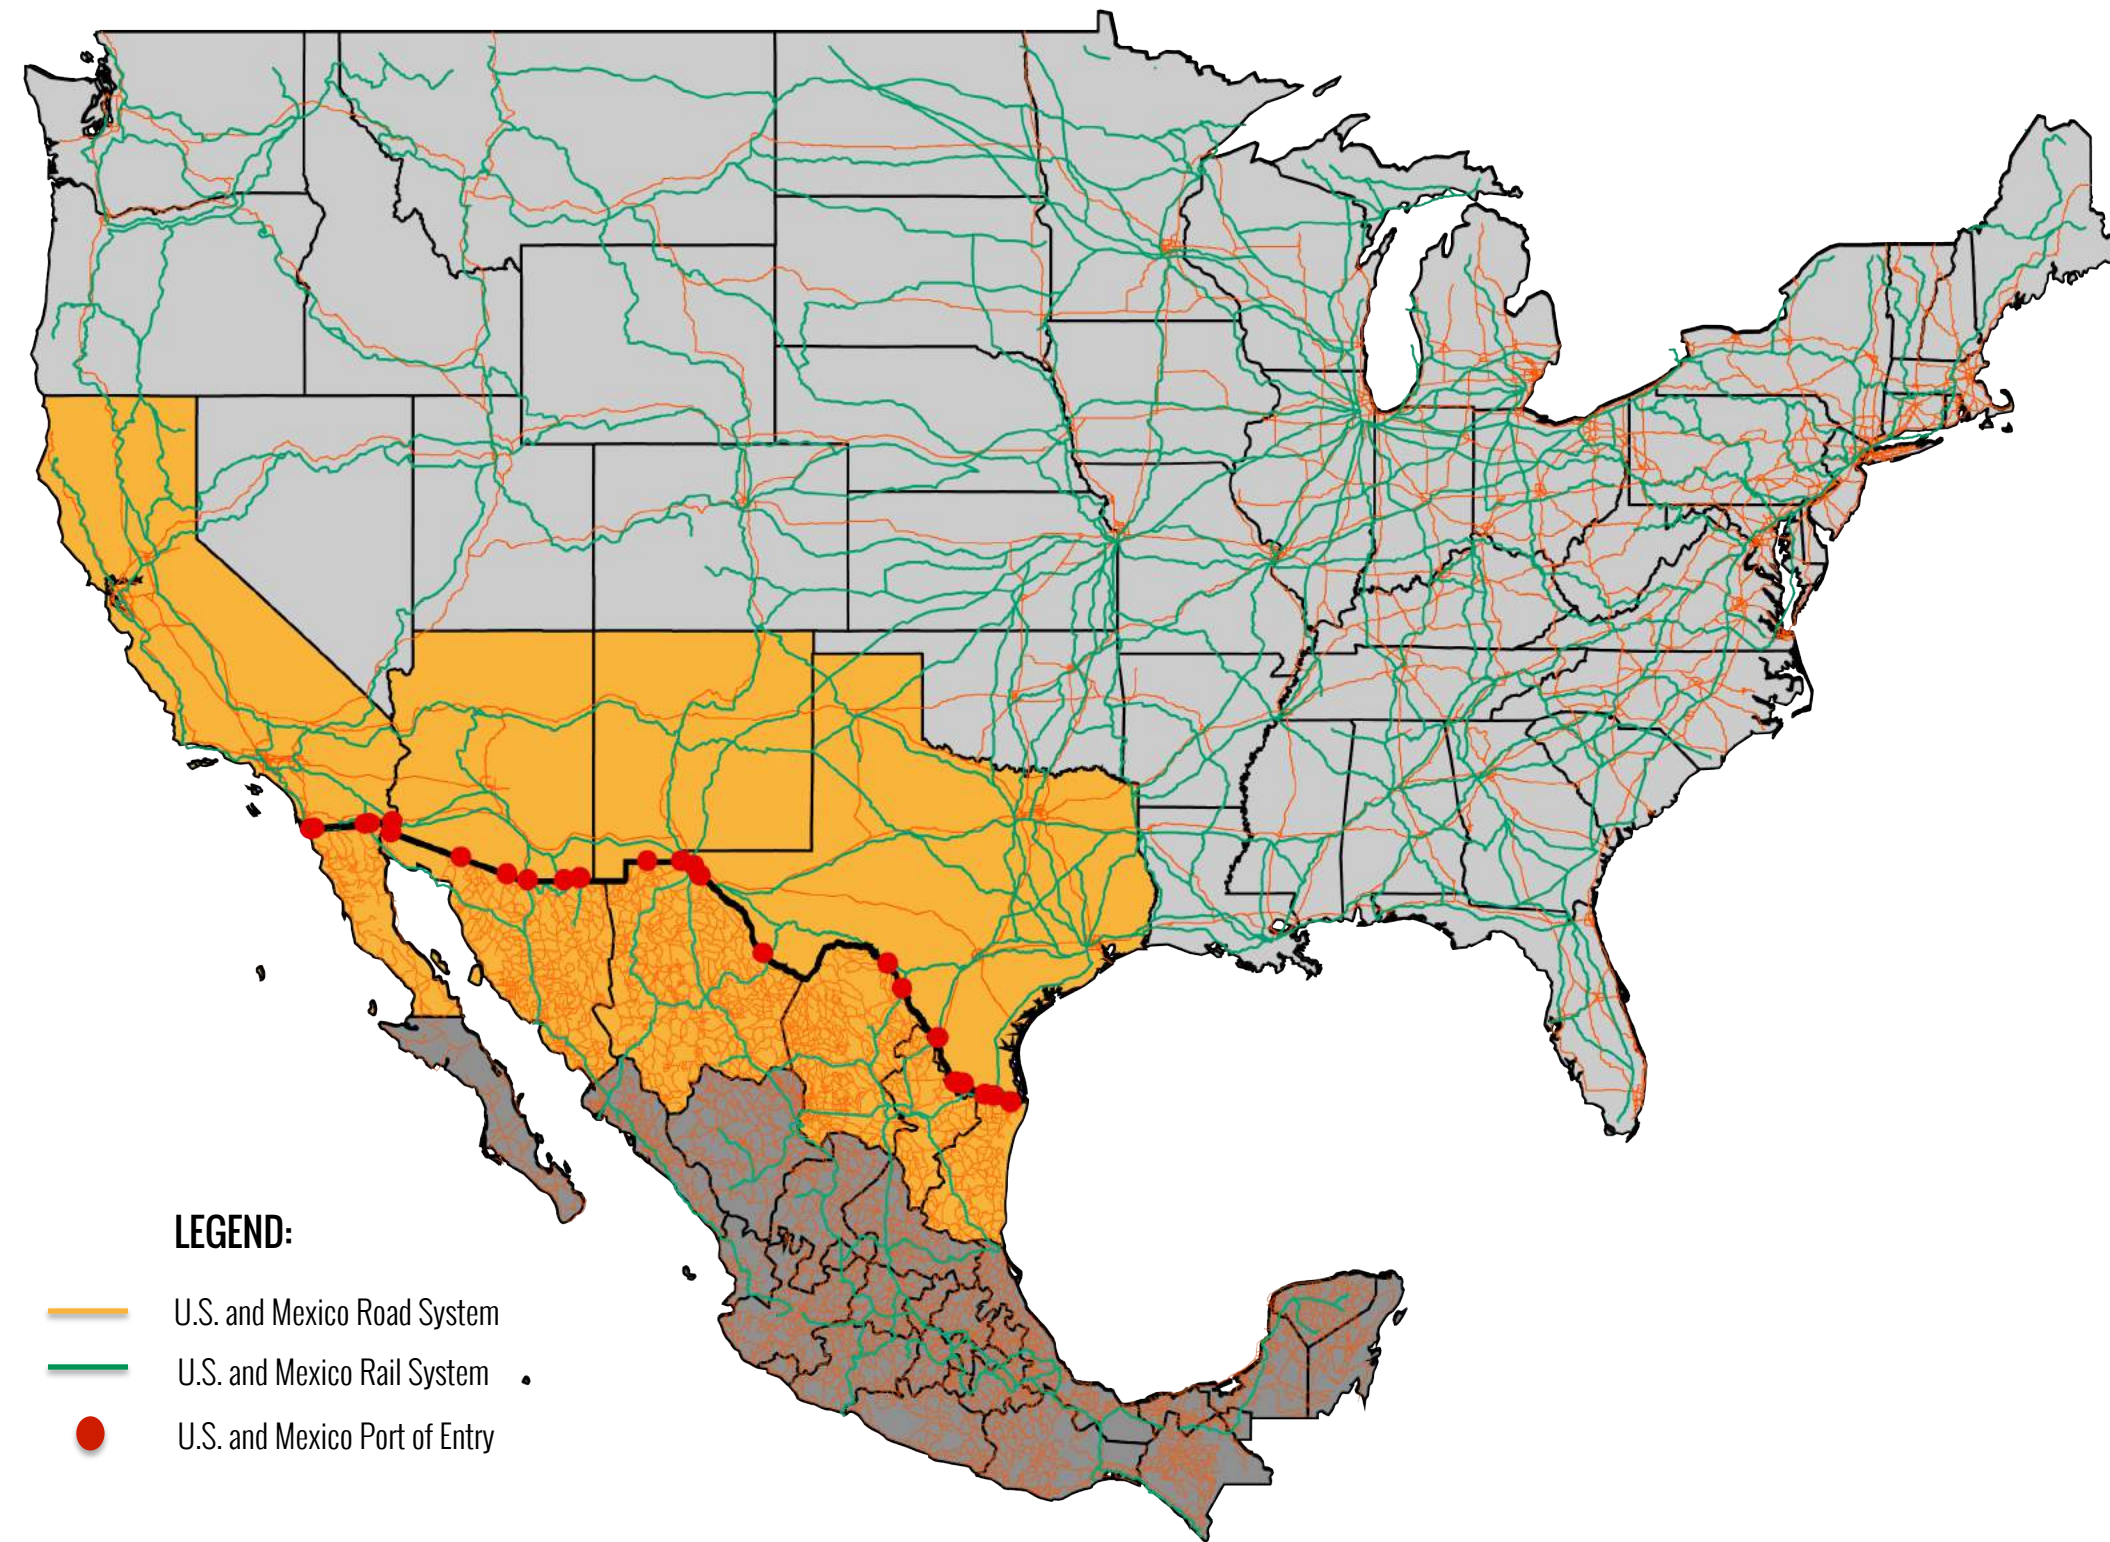 LEGEND:
U.S. and Mexico Road System
U.S. and Mexico Rail System
U.S. and Mexico Port of Entry